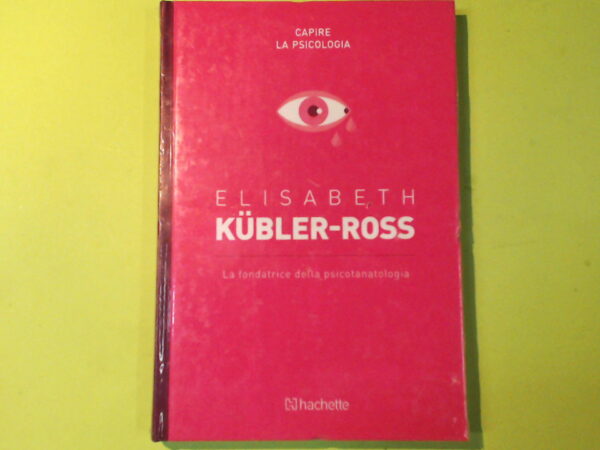 CAPIRE
LA PSICOLOGIA
ELISABETH
KÜBLER-ROSS
La fondatrice della psicotanatologia
hachette